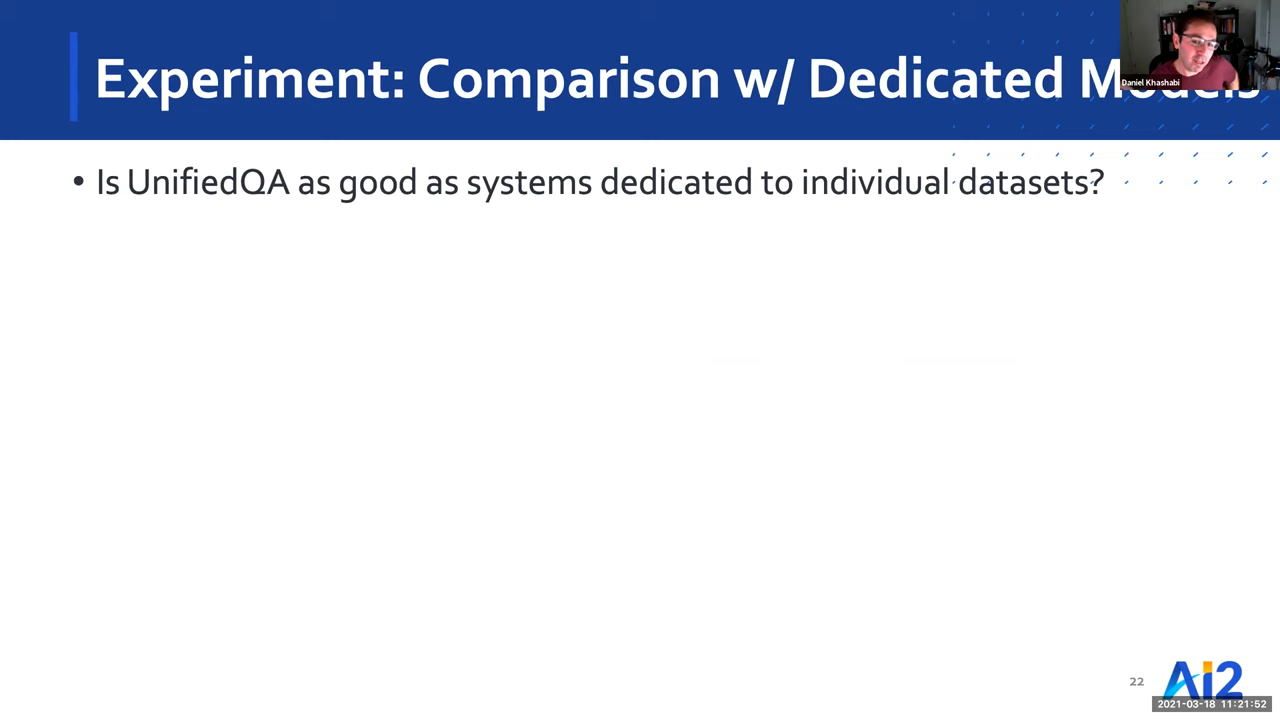 Experiment: Comparison w/ Dedicated Models
Daniel Khashabi
• Is UnifiedQA as good as systems dedicated to individual datasets?
22
Ai2
2021-03-18 11:21:52